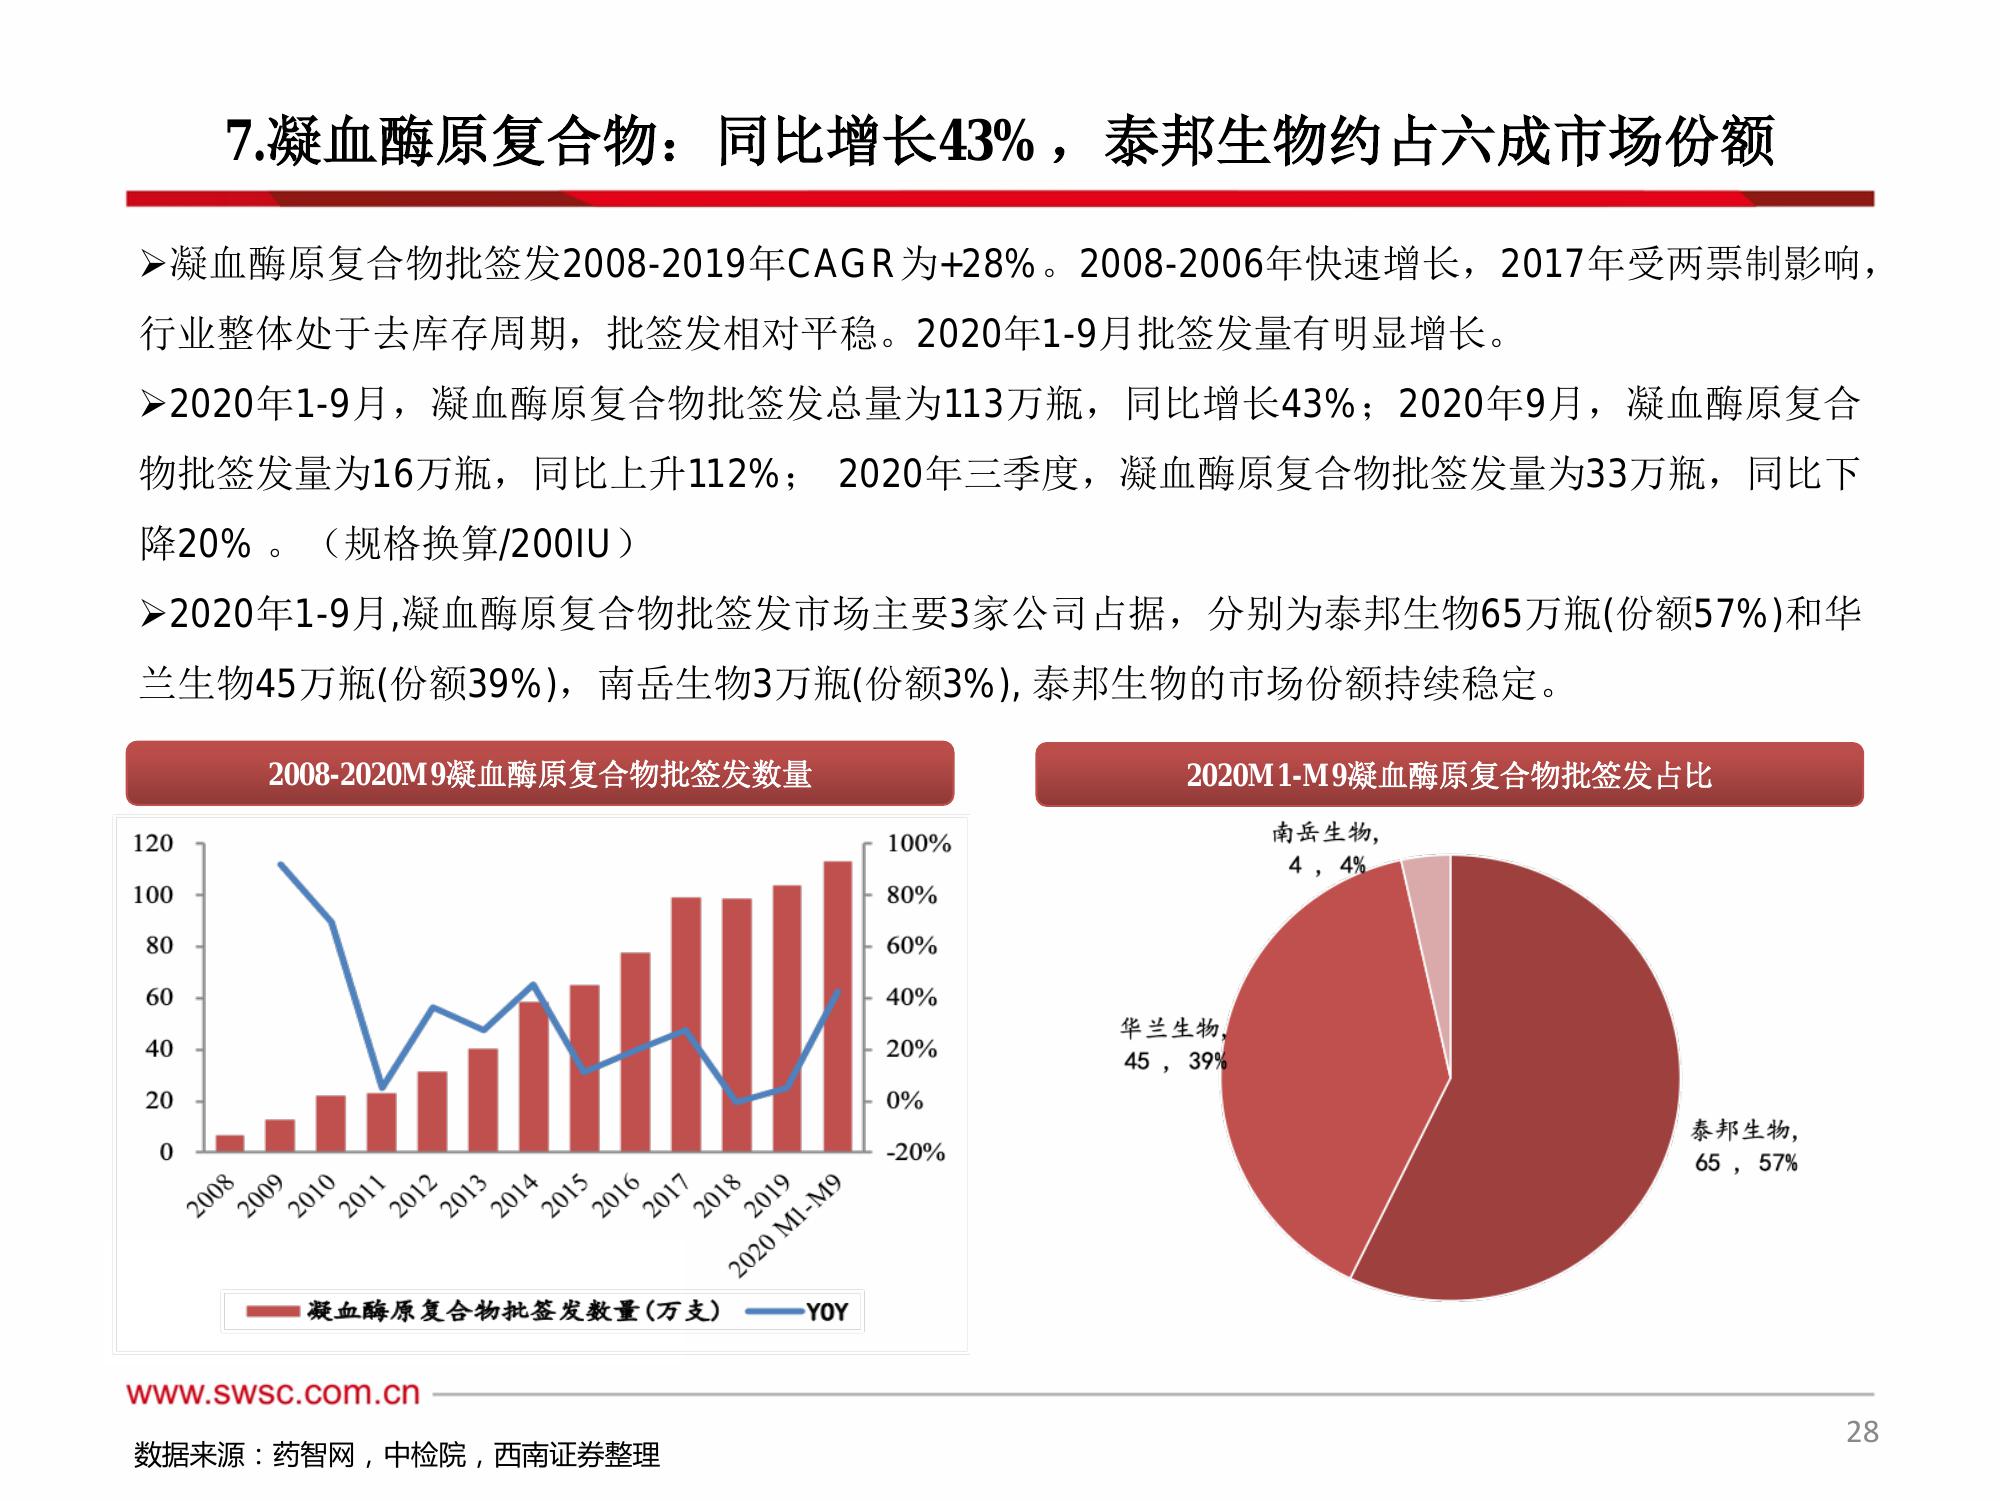 7.凝血酶原复合物：同比增长43%，泰邦生物约占六成市场份额
➢凝血酶原复合物批签发2008-2019年CAGR为+28%。2008-2006年快速增长，2017年受两票制影响，
行业整体处于去库存周期，批签发相对平稳。2020年1-9月批签发量有明显增长。
➢2020年1-9月，凝血酶原复合物批签发总量为113万瓶，同比增长43%；2020年9月，凝血酶原复合
物批签发量为16万瓶，同比上升112%； 2020年三季度，凝血酶原复合物批签发量为33万瓶，同比下
降20% 。（规格换算/200IU）
➢2020年1-9月,凝血酶原复合物批签发市场主要3家公司占据，分别为泰邦生物65万瓶(份额57%)和华
兰生物45万瓶(份额39%)，南岳生物3万瓶(份额3%), 泰邦生物的市场份额持续稳定。
2008-2020M9凝血酶原复合物批签发数量
120
100
80
60
40
20
0
100%
80%
60%
40%
20%
0%
-20%
2008
2009
2010
2011
2012
2013
2014
2015
2016
2017
2018
2019
2020 M1-M9
凝血酶原复合物批签发数量(万支)
YOY
2020M1-M9凝血酶原复合物批签发占比
南岳生物,
4 , 4%
华兰生物,
45 , 39%
泰邦生物,
65 , 57%
www.swsc.com.cn
28
数据来源：药智网，中检院，西南证券整理